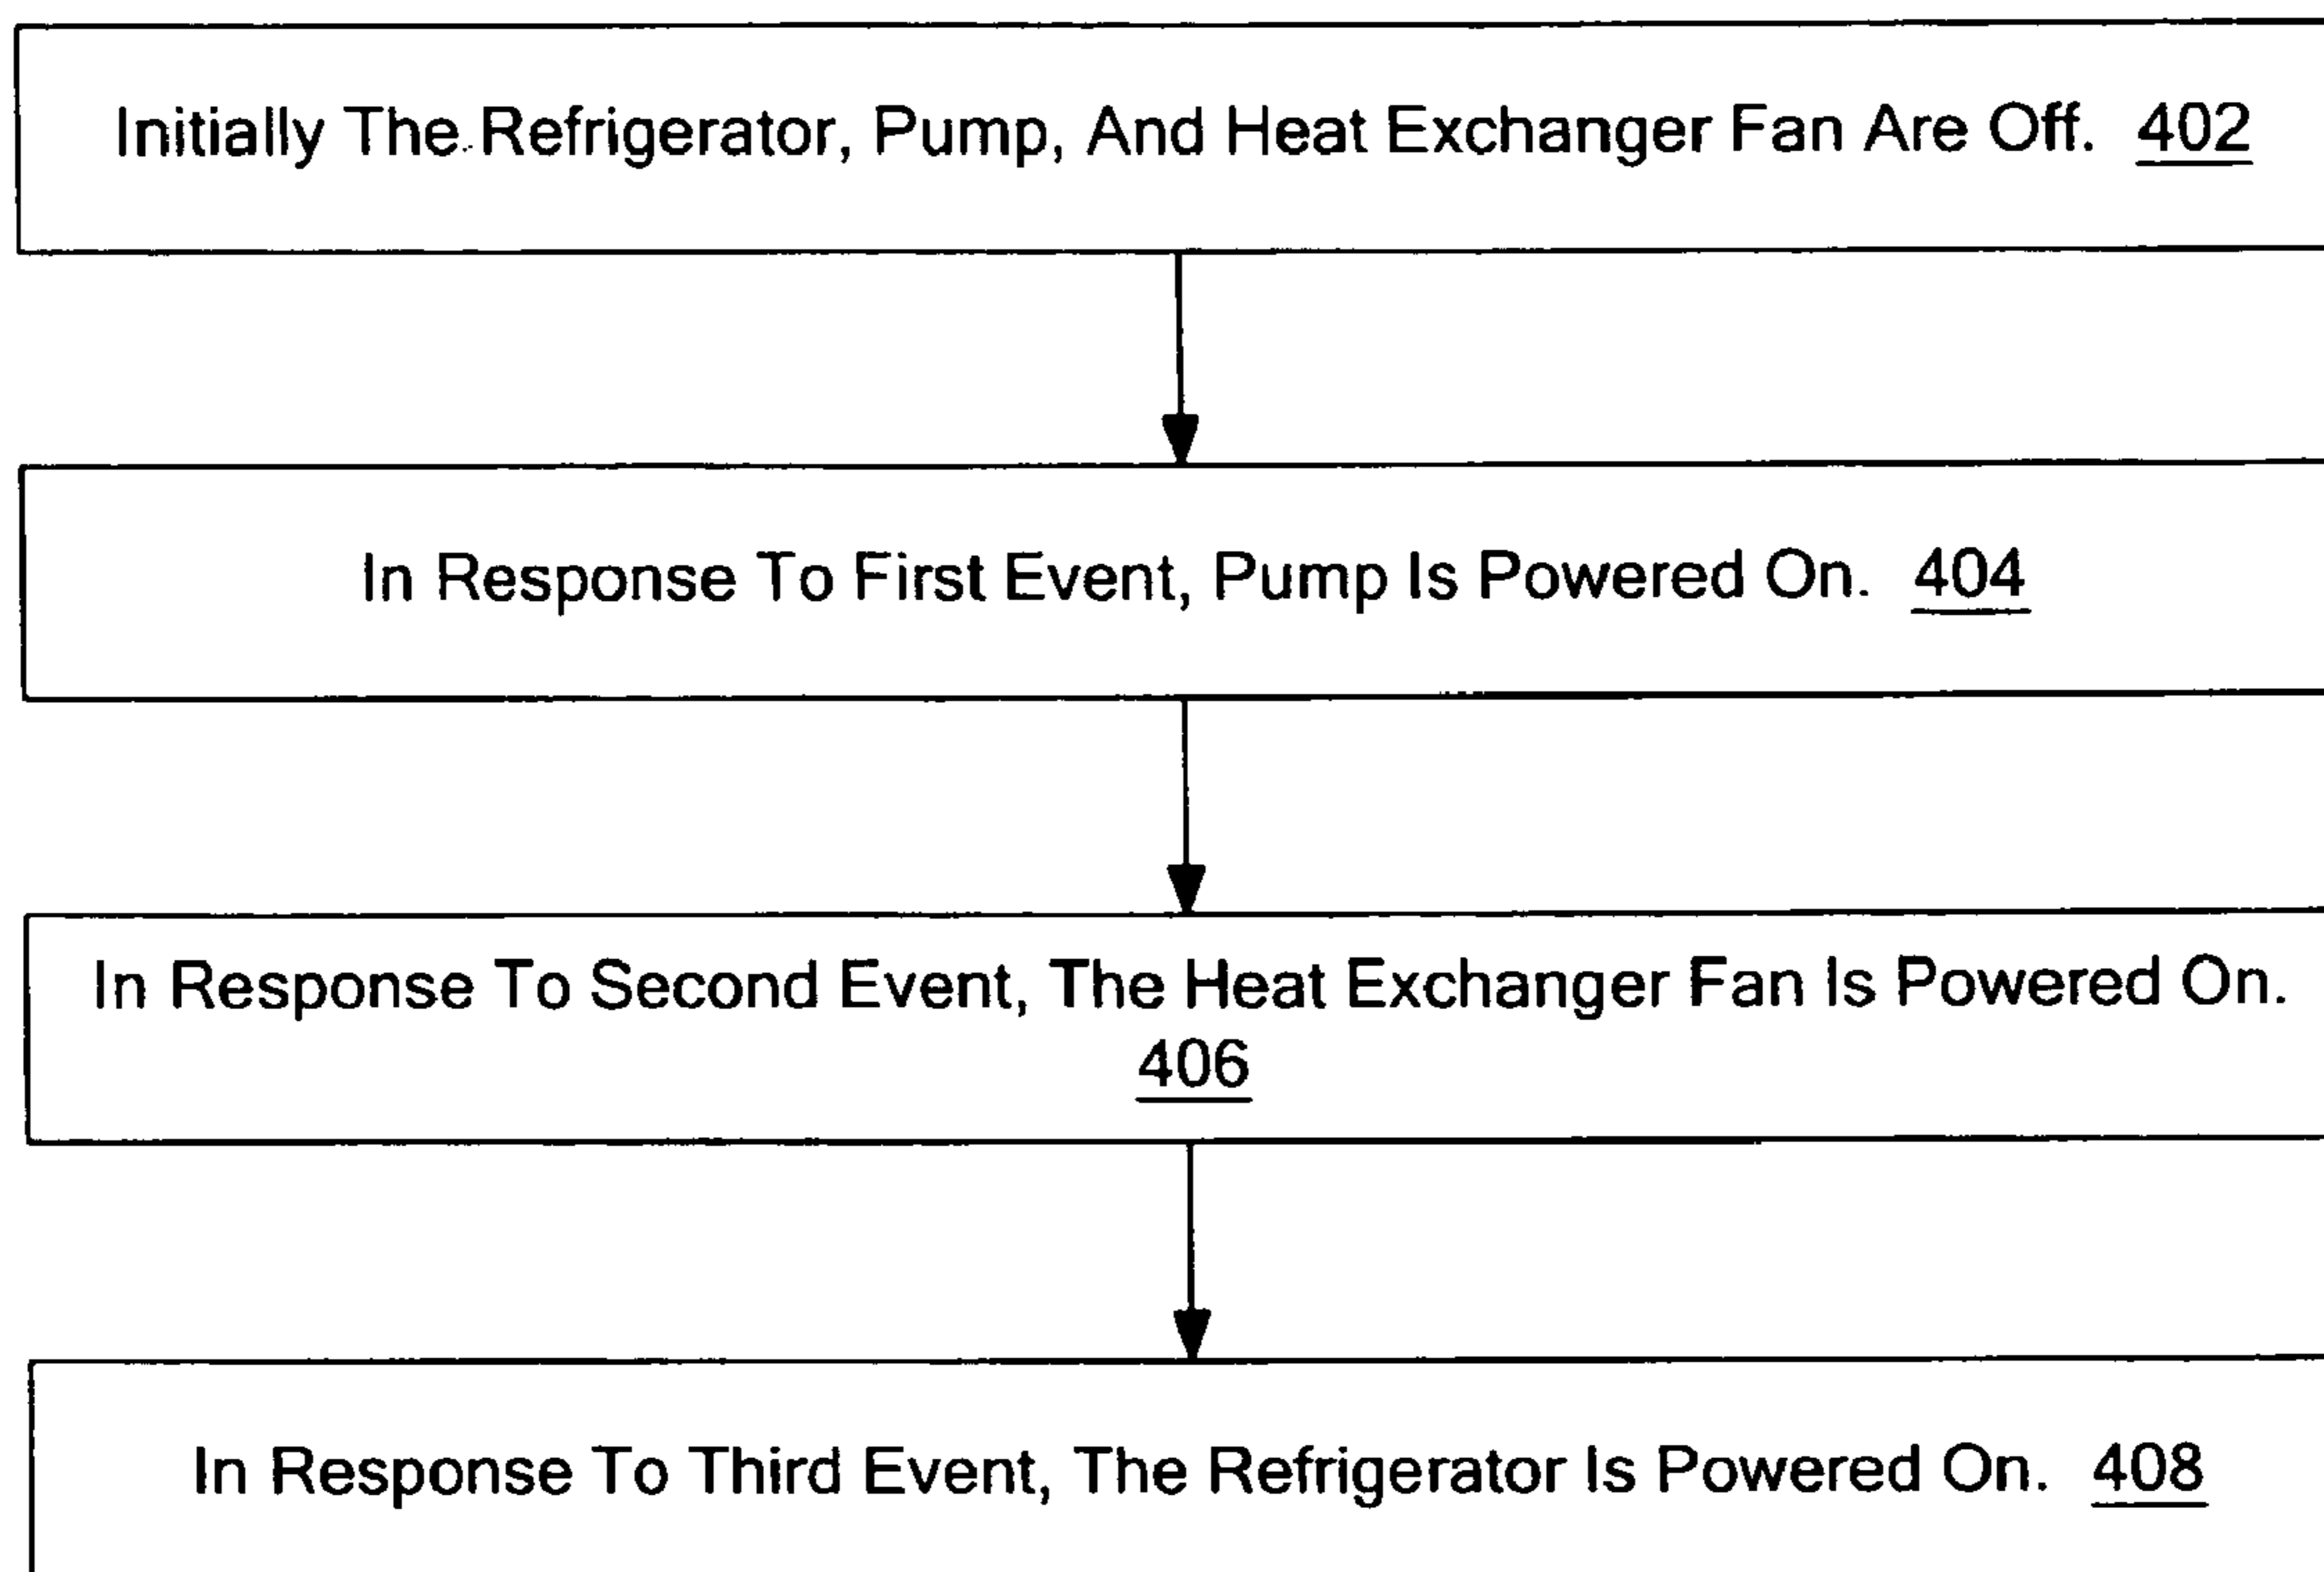 Initially The Refrigerator, Pump, And Heat Exchanger Fan Are Off. 402
In Response To First Event, Pump Is Powered On. 404
In Response To Second Event, The Heat Exchanger Fan Is Powered On.
406
In Response To Third Event, The Refrigerator Is Powered On. 408